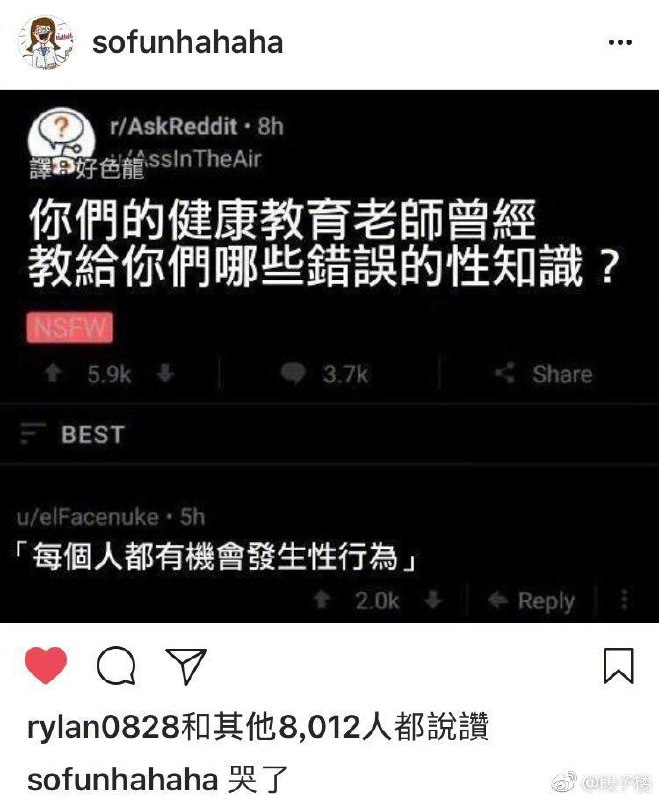 sofunhahaha
r/AskReddit • 8h
u/AssInTheAir
譯者:好色龍
你們的健康教育老師曾經
教給你們哪些錯誤的性知識？
NSFW
5.9k 3.7k Share
BEST
u/elFacenuke • 5h
「每個人都有機會發生性行為」
2.0k Reply
rylan0828和其他8,012人都說讚
sofunhahaha 哭了
@段子楼